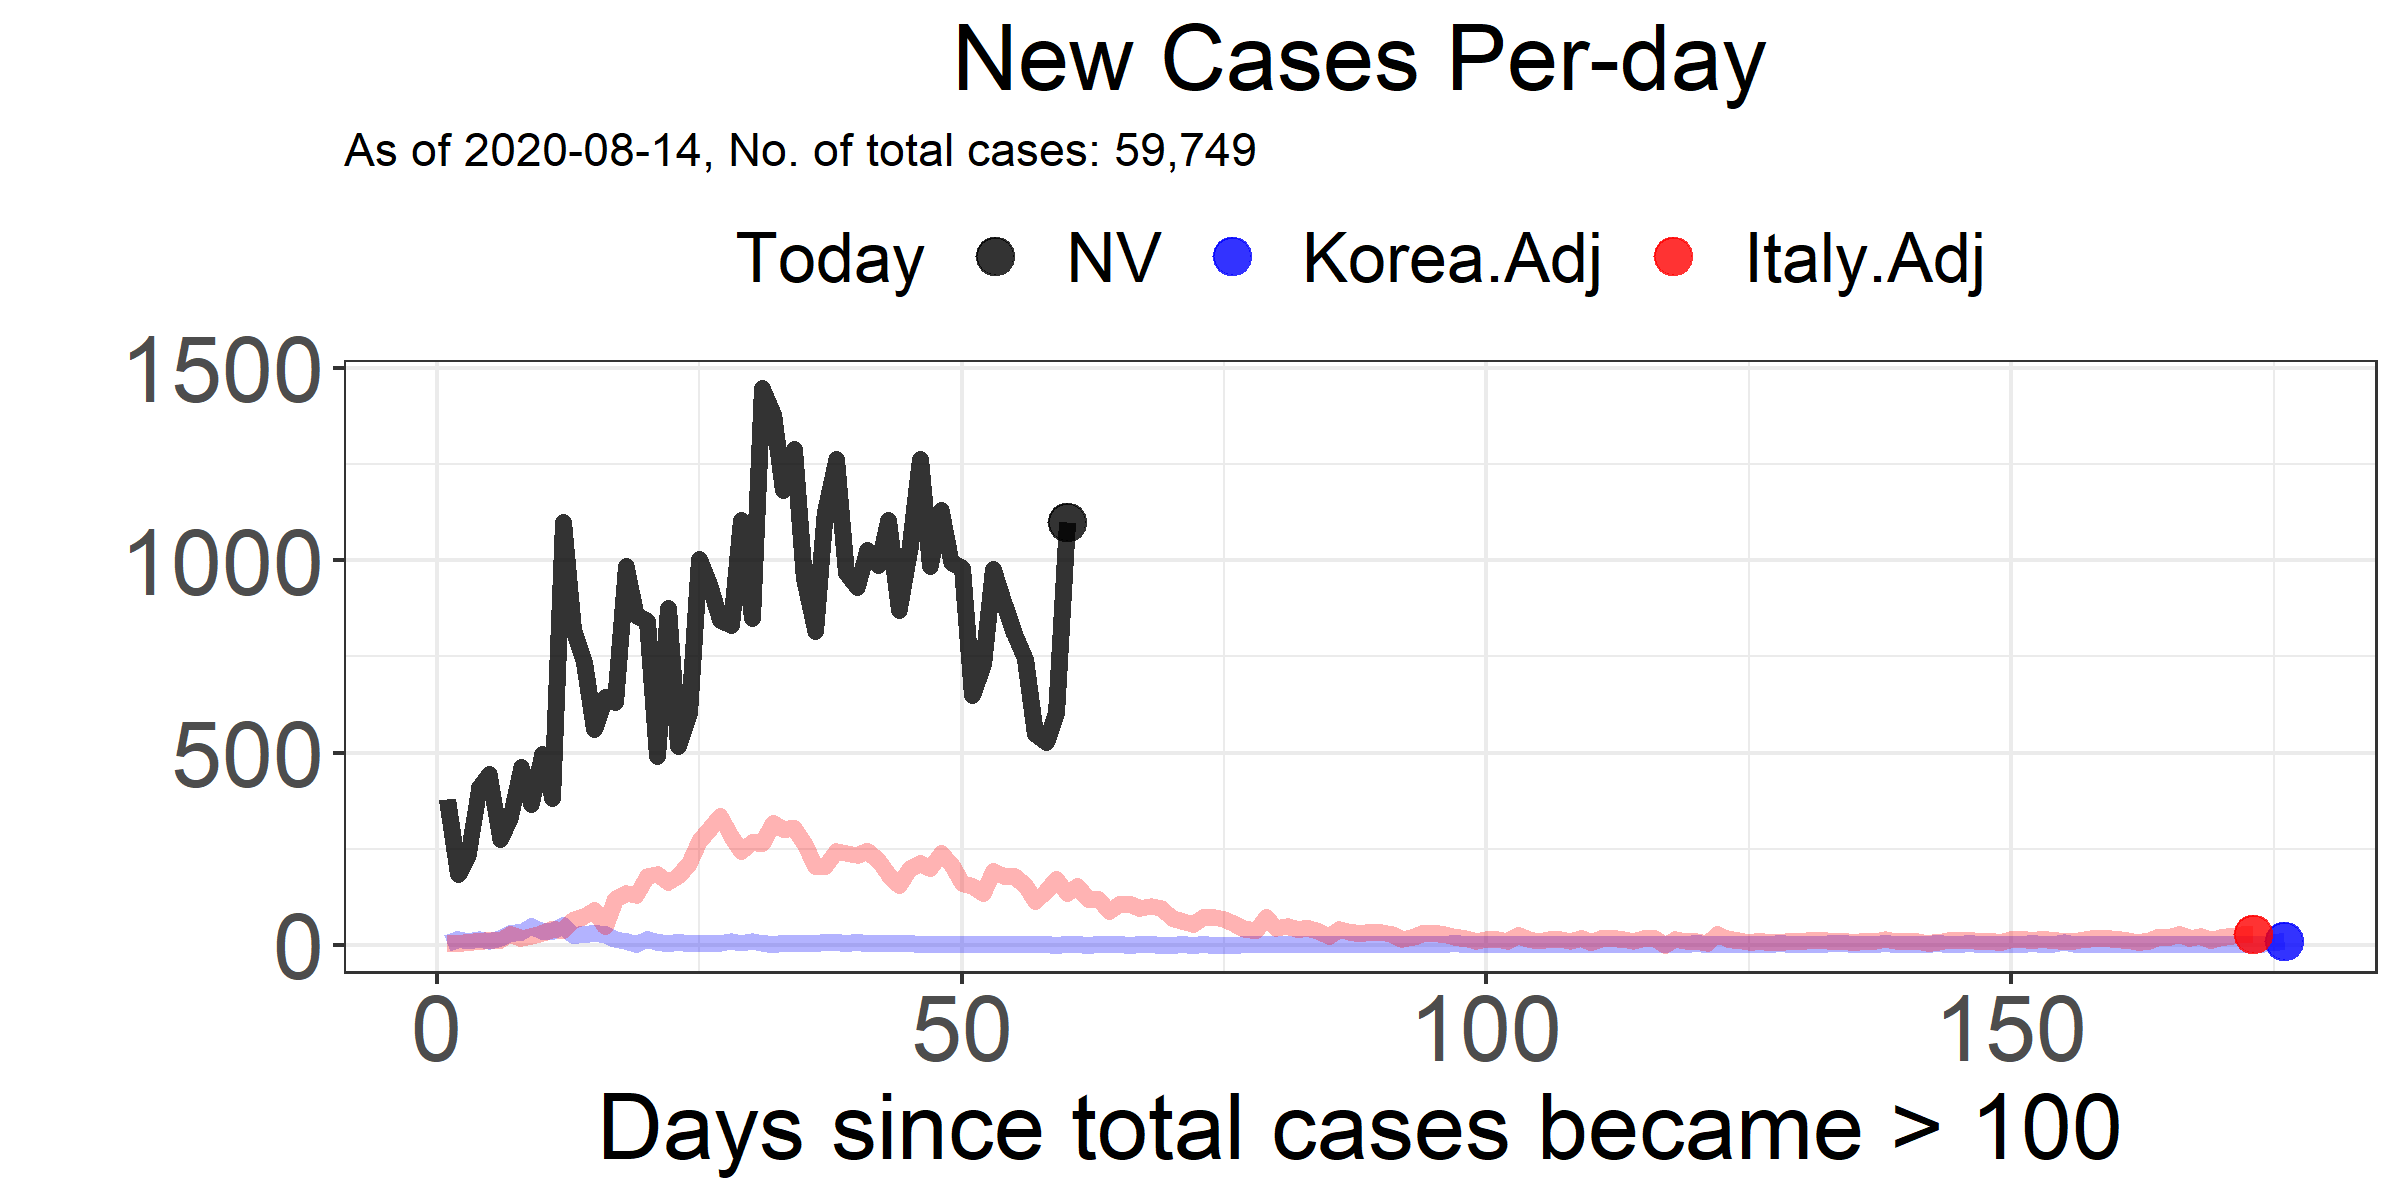 New Cases Per-day
As of 2020-08-14, No. of total cases: 59,749
Today NV Korea.Adj Italy.Adj
1500
1000
500
0
0 50 100 150
Days since total cases became > 100